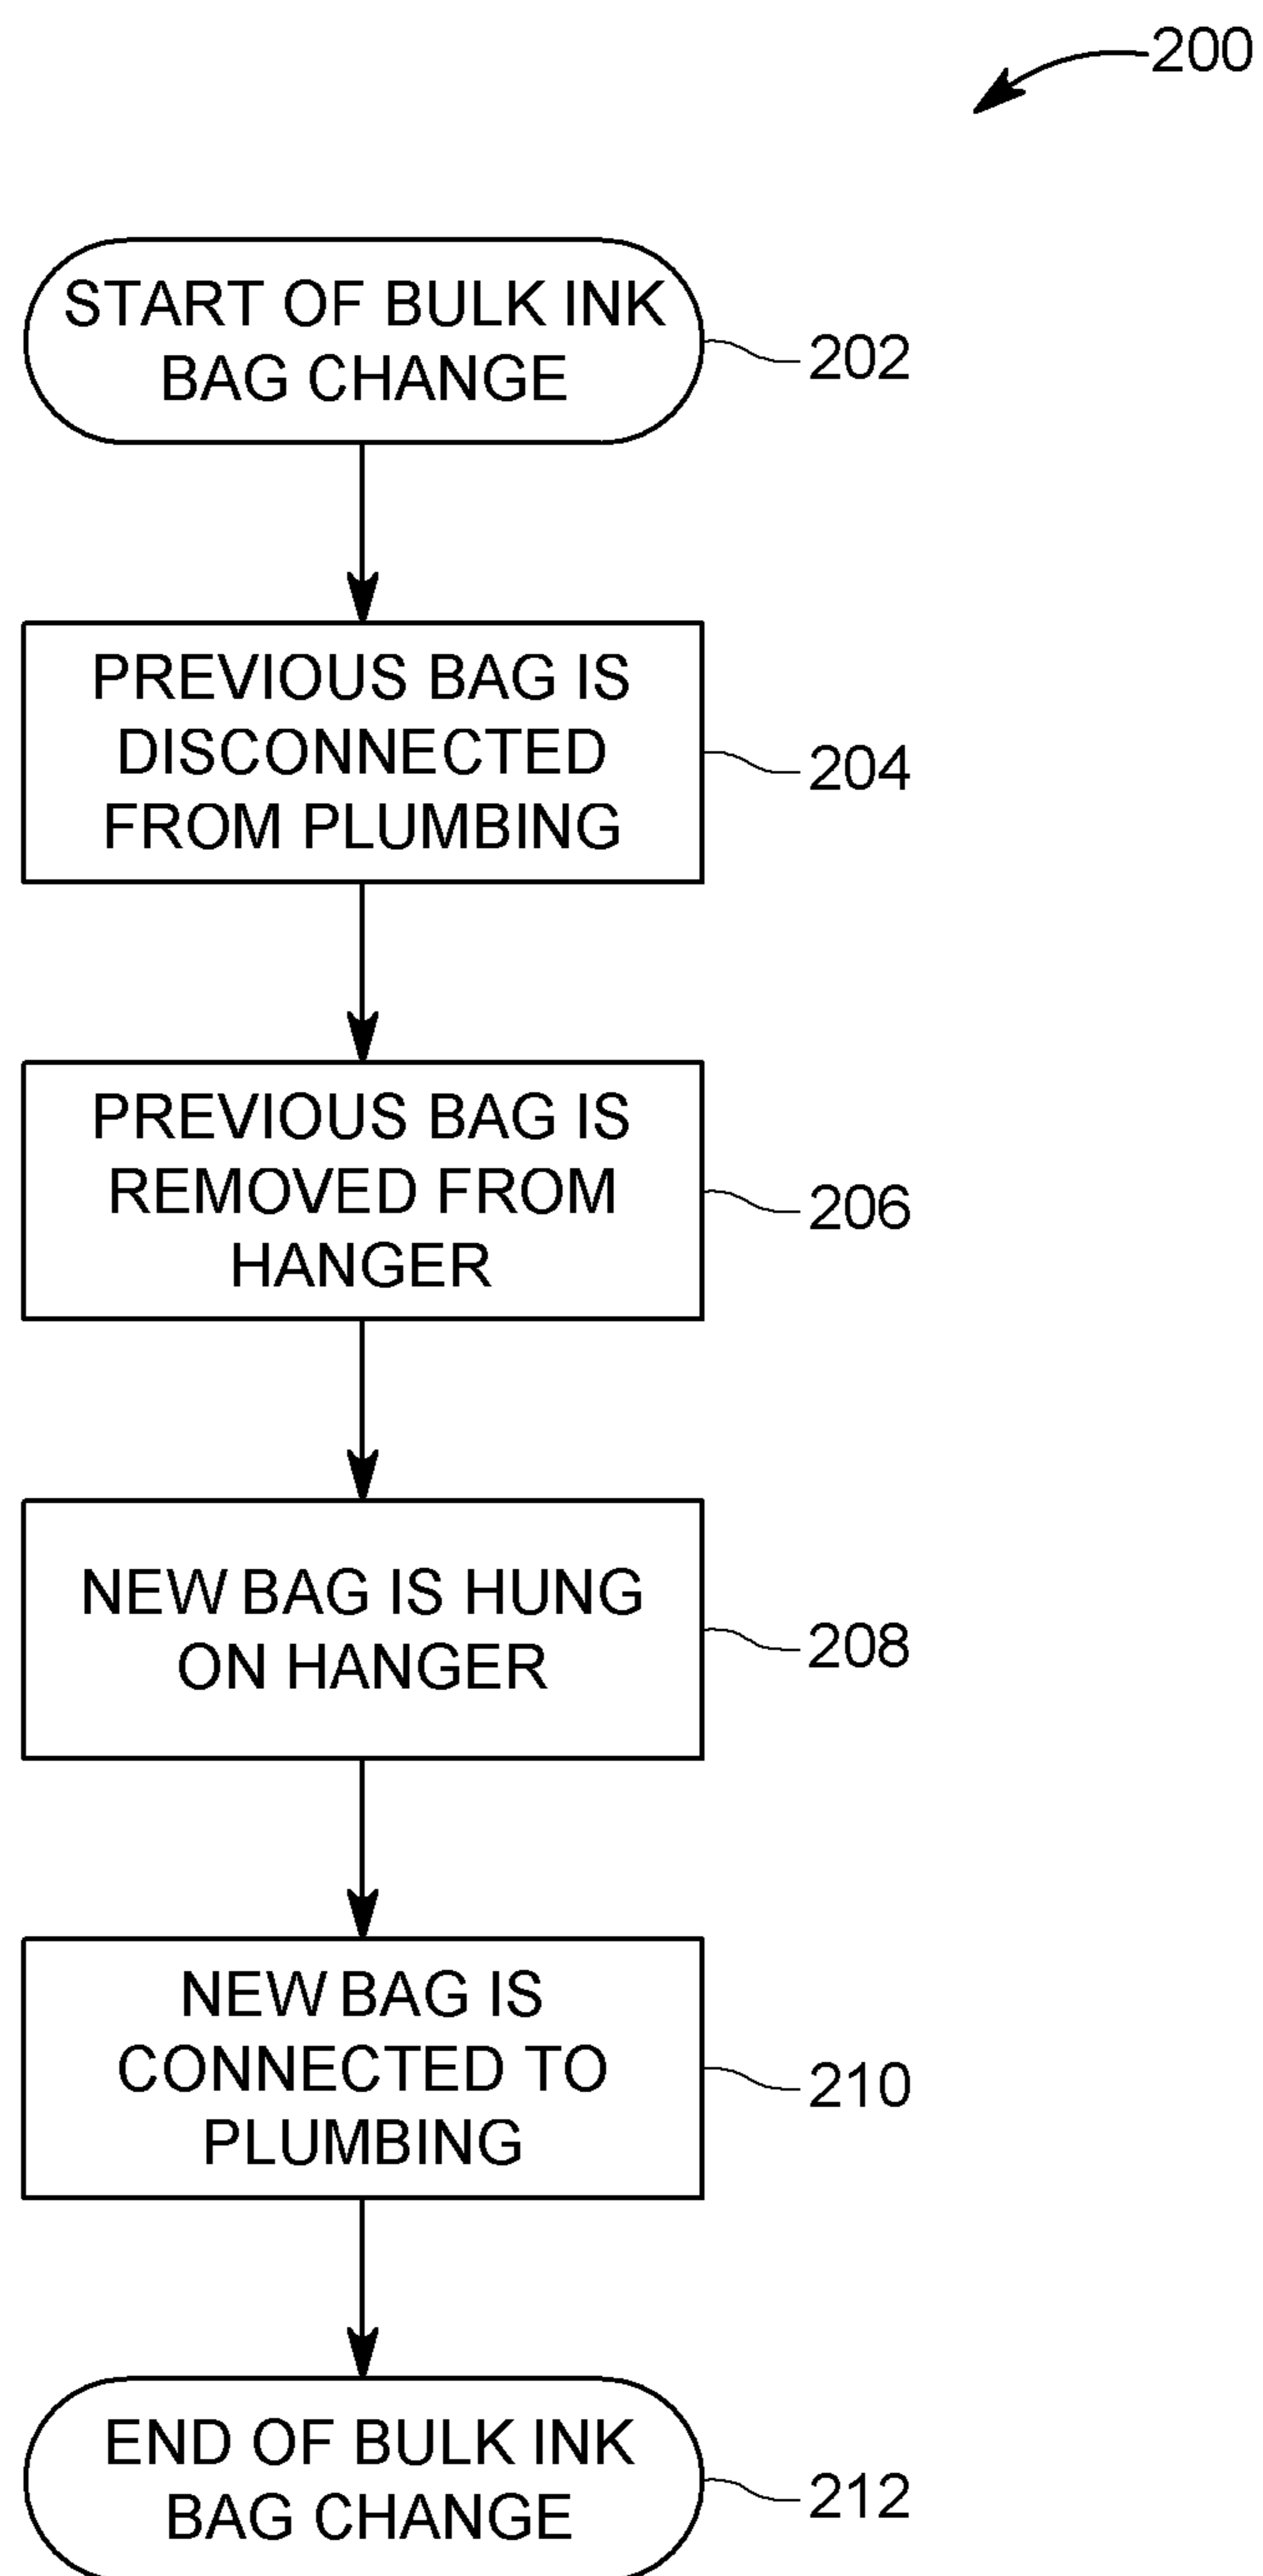 200
START OF BULK INK
BAG CHANGE
202
PREVIOUS BAG IS
DISCONNECTED
FROM PLUMBING
204
PREVIOUS BAG IS
REMOVED FROM
HANGER
206
NEW BAG IS HUNG
ON HANGER
208
NEW BAG IS
CONNECTED TO
PLUMBING
210
END OF BULK INK
BAG CHANGE
212